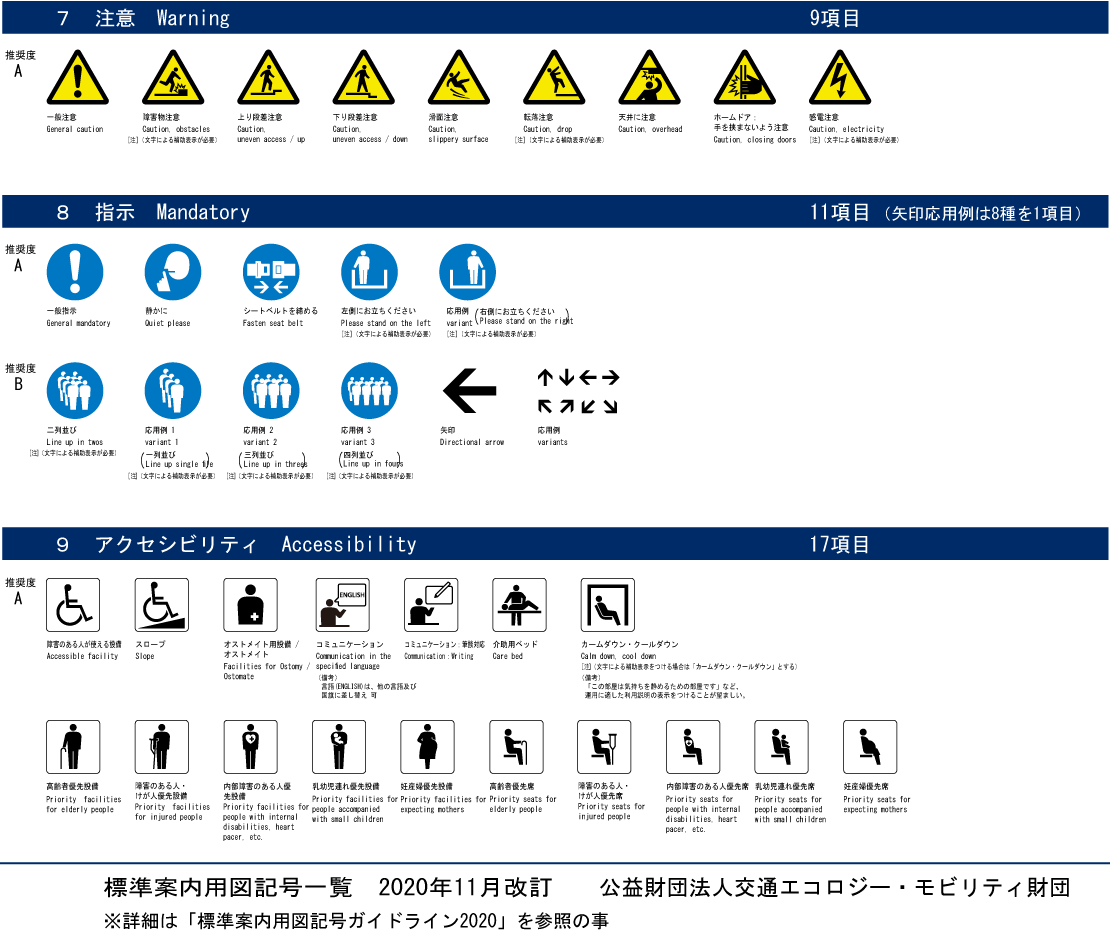 7　注意　Warning　9項目
推奨度
A
一般注意
General caution
障害物注意
Caution, obstacles
[注]（文字による補助表示が必要）
上り段差注意
Caution,
uneven access / up
下り段差注意
Caution,
uneven access / down
滑面注意
Caution,
slippery surface
転落注意
Caution, drop
[注]（文字による補助表示が必要）
天井に注意
Caution, overhead
ホームドア：
手を挟まないよう注意
Caution, closing doors
感電注意
Caution, electricity
[注]（文字による補助表示が必要）
8　指示　Mandatory　11項目（矢印応用例は8種を1項目）
推奨度
A
一般指示
General mandatory
静かに
Quiet please
シートベルトを締める
Fasten seat belt
左側にお立ちください
Please stand on the left
[注]（文字による補助表示が必要）
応用例
variant
（右側にお立ちください
Please stand on the right）
[注]（文字による補助表示が必要）
推奨度
B
二列並び
Line up in twos
[注]（文字による補助表示が必要）
応用例 1
variant 1
（一列並び
Line up single file）
[注]（文字による補助表示が必要）
応用例 2
variant 2
（三列並び
Line up in threes）
[注]（文字による補助表示が必要）
応用例 3
variant 3
（四列並び
Line up in fours）
[注]（文字による補助表示が必要）
矢印
Directional arrow
応用例
variants
9　アクセシビリティ　Accessibility　17項目
推奨度
A
障害のある人が使える設備
Accessible facility
スロープ
Slope
オストメイト用設備 /
オストメイト
Facilities for Ostomy /
Ostomate
ENGLISH
コミュニケーション
Communication in the
specified language
（備考）
言語(ENGLISH)は、他の言語及び
国旗に差し替え 可
コミュニケーション：筆談対応
Communication：Writing
介助用ベッド
Care bed
カームダウン・クールダウン
Calm down, cool down
[注]（文字による補助表示をつける場合は「カームダウン・クールダウン」とする）
（備考）
「この部屋は気持ちを静めるための部屋です」など、
運用に適した利用説明の表示をつけることが望ましい。
高齢者優先設備
Priority facilities
for elderly people
障害のある人・
けが人優先設備
Priority facilities
for injured people
内部障害のある人優
先設備
Priority facilities for
people with internal
disabilities, heart
pacer, etc.
乳幼児連れ優先設備
Priority facilities for
people accompanied
with small children
妊産婦優先設備
Priority facilities for
expecting mothers
高齢者優先席
Priority seats for
elderly people
障害のある人・
けが人優先席
Priority seats for
injured people
内部障害のある人優先席
Priority seats for
people with internal
disabilities, heart
pacer, etc.
乳幼児連れ優先席
Priority seats for
people accompanied
with small children
妊産婦優先席
Priority seats for
expecting mothers
標準案内用図記号一覧　2020年11月改訂　公益財団法人交通エコロジー・モビリティ財団
※詳細は「標準案内用図記号ガイドライン2020」を参照の事